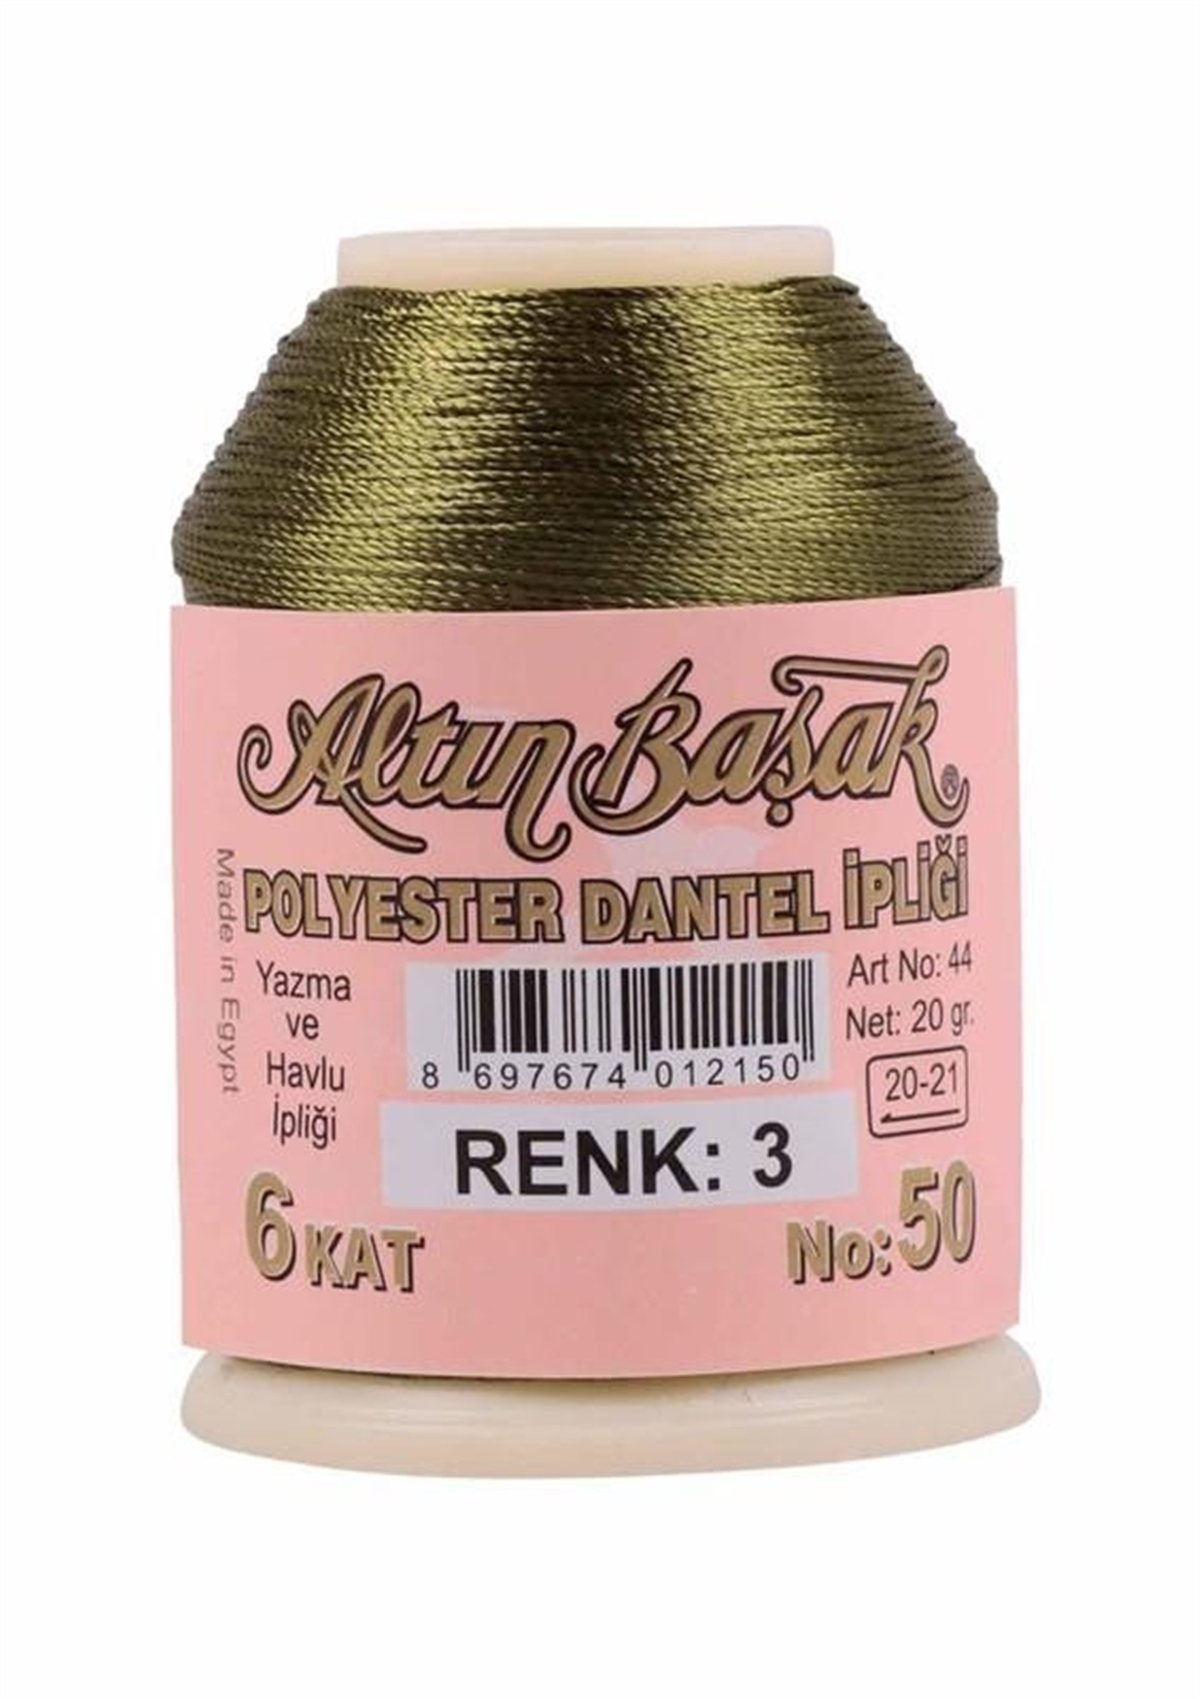 Altın Başak®
POLYESTER DANTEL İPLİĞİ
Made in Egypt
Yazma
ve
Havlu
İpliği
8 697674 012150
Art No: 44
Net: 20 gr.
20-21
RENK: 3
6 KAT
No: 50